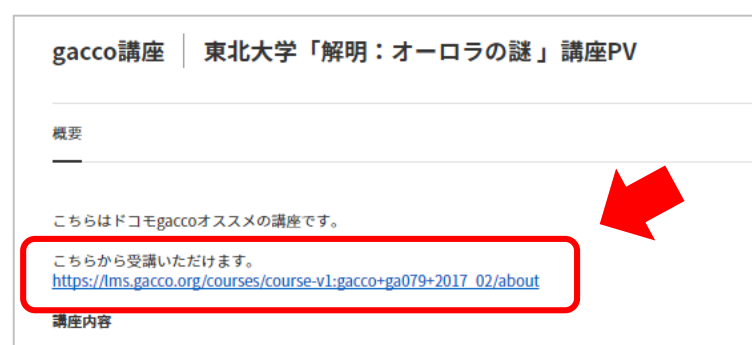 gacco講座 │ 東北大学「解明：オーロラの謎」講座PV
概要
こちらはドコモgaccoオススメの講座です。
こちらから受講いただけます。
https://lms.gacco.org/courses/course-v1:gacco+ga079+2017_02/about
講座内容